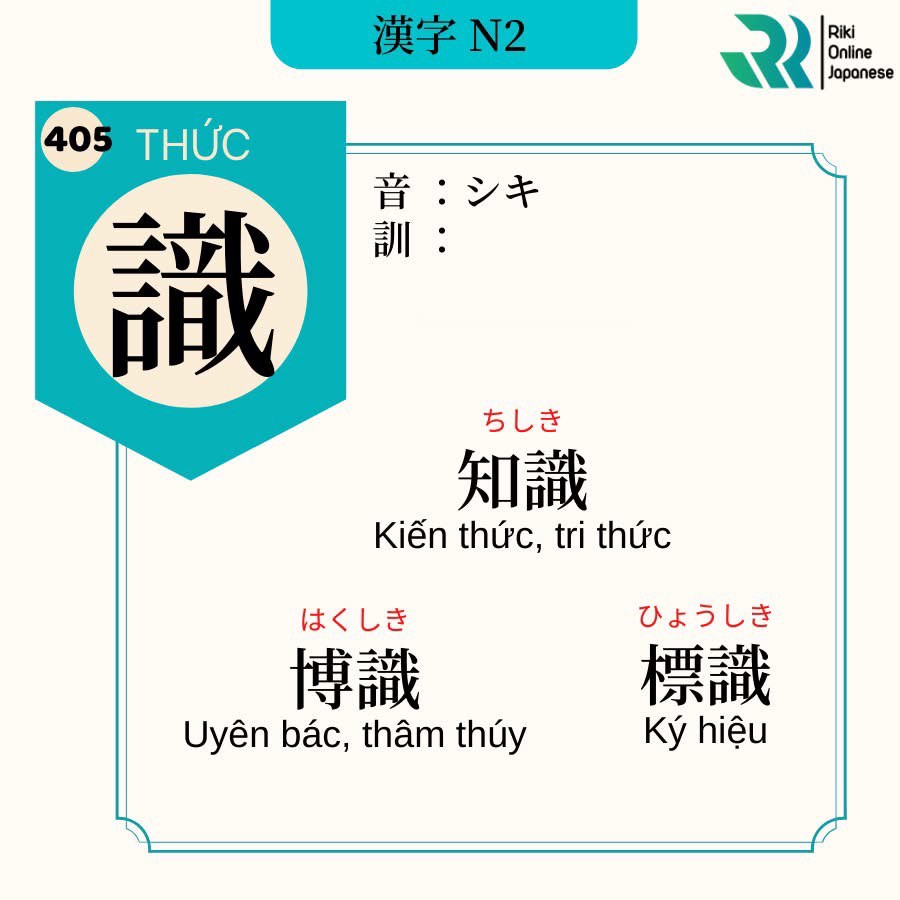 漢字 N2
Riki
Online
Japanese
405 THỨC
識
音 ：シキ
訓 ：
ちしき
知識
Kiến thức, tri thức
はくしき
博識
Uyên bác, thâm thúy
ひょうしき
標識
Ký hiệu